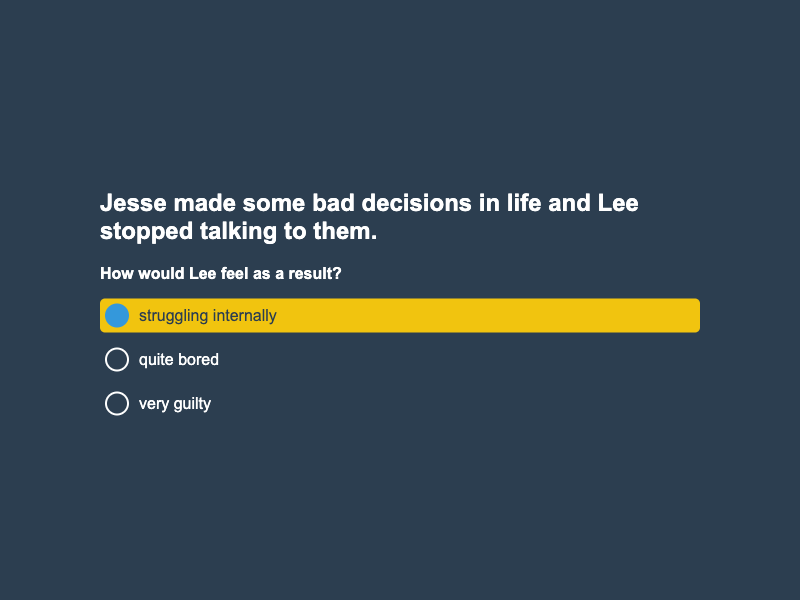 Jesse made some bad decisions in life and Lee
stopped talking to them.
How would Lee feel as a result?
struggling internally
quite bored
very guilty